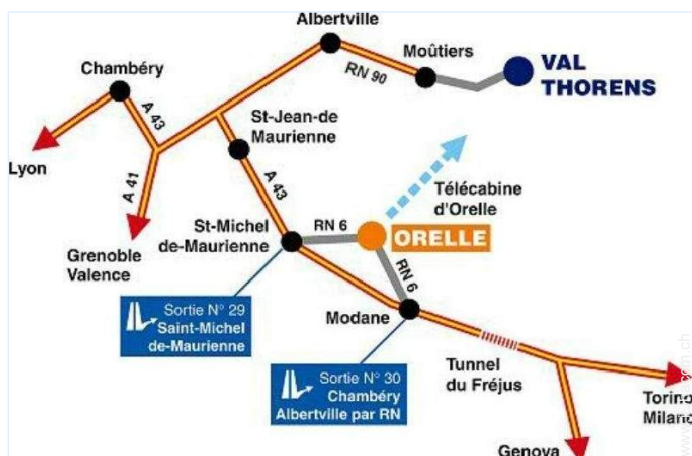 Albertville
Moûtiers
RN 90
VAL
THORENS
Chambéry
A 43
Lyon
A 41
Grenoble
Valence
St-Jean-de
Maurienne
A 43
Télécabine
d'Orelle
St-Michel
de-Maurienne
RN 6
ORELLE
RN 6
Sortie N° 29
Saint-Michel
de-Maurienne
Modane
Sortie N° 30
Chambéry
Albertville par RN
Tunnel
du Fréjus
Torino
Milano
Genova